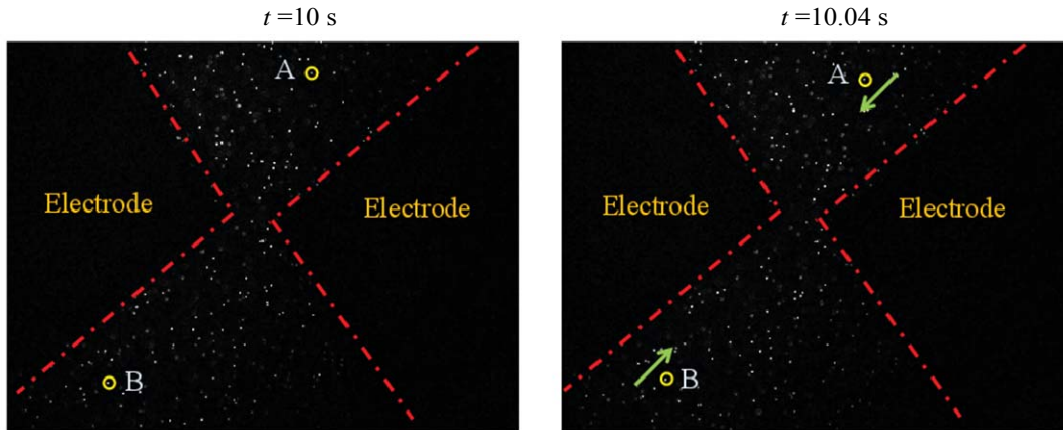 t =10 s
t =10.04 s
A
Electrode
Electrode
B
A
Electrode
Electrode
B